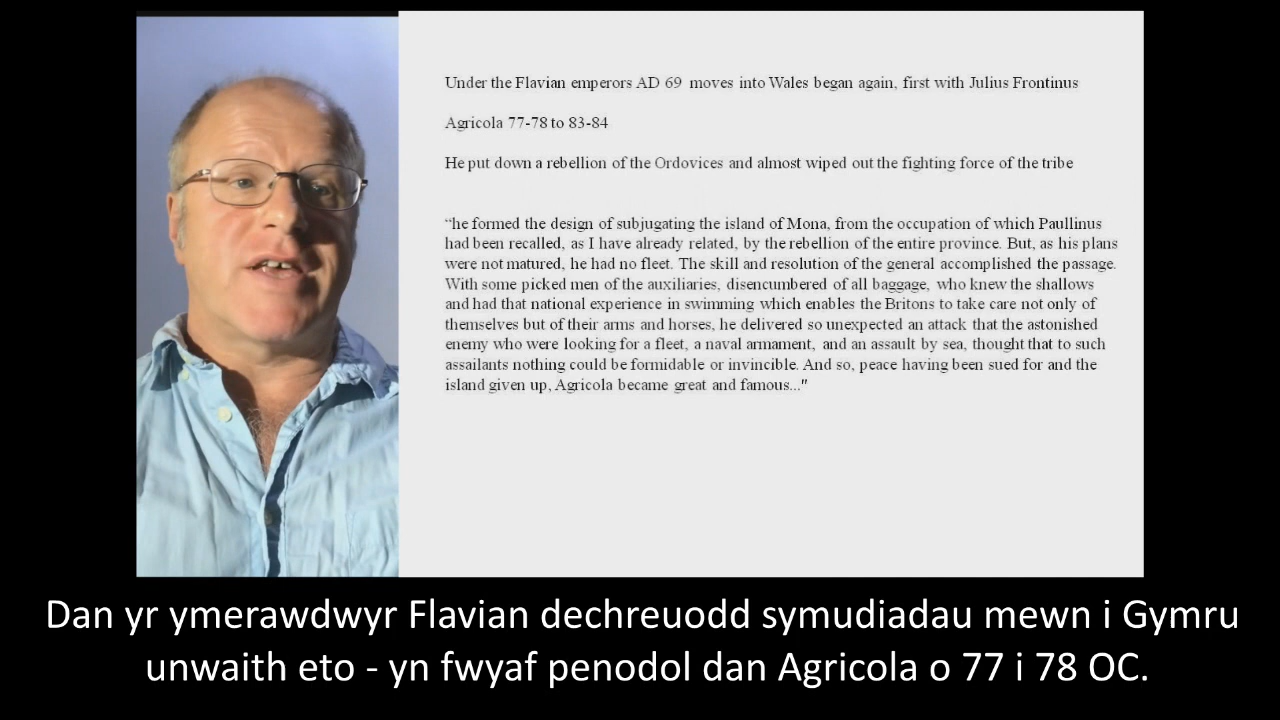 Under the Flavian emperors AD 69 moves into Wales began again, first with Julius Frontinus
Agricola 77-78 to 83-84
He put down a rebellion of the Ordovices and almost wiped out the fighting force of the tribe
“he formed the design of subjugating the island of Mona, from the occupation of which Paullinus
had been recalled, as I have already related, by the rebellion of the entire province. But, as his plans
were not matured, he had no fleet. The skill and resolution of the general accomplished the passage.
With some picked men of the auxiliaries, disencumbered of all baggage, who knew the shallows
and had that national experience in swimming which enables the Britons to take care not only of
themselves but of their arms and horses, he delivered so unexpected an attack that the astonished
enemy who were looking for a fleet, a naval armament, and an assault by sea, thought that to such
assailants nothing could be formidable or invincible. And so, peace having been sued for and the
island given up, Agricola became great and famous..."
Dan yr ymerawdwyr Flavian dechreuodd symudiadau mewn i Gymru
unwaith eto - yn fwyaf penodol dan Agricola o 77 i 78 OC.